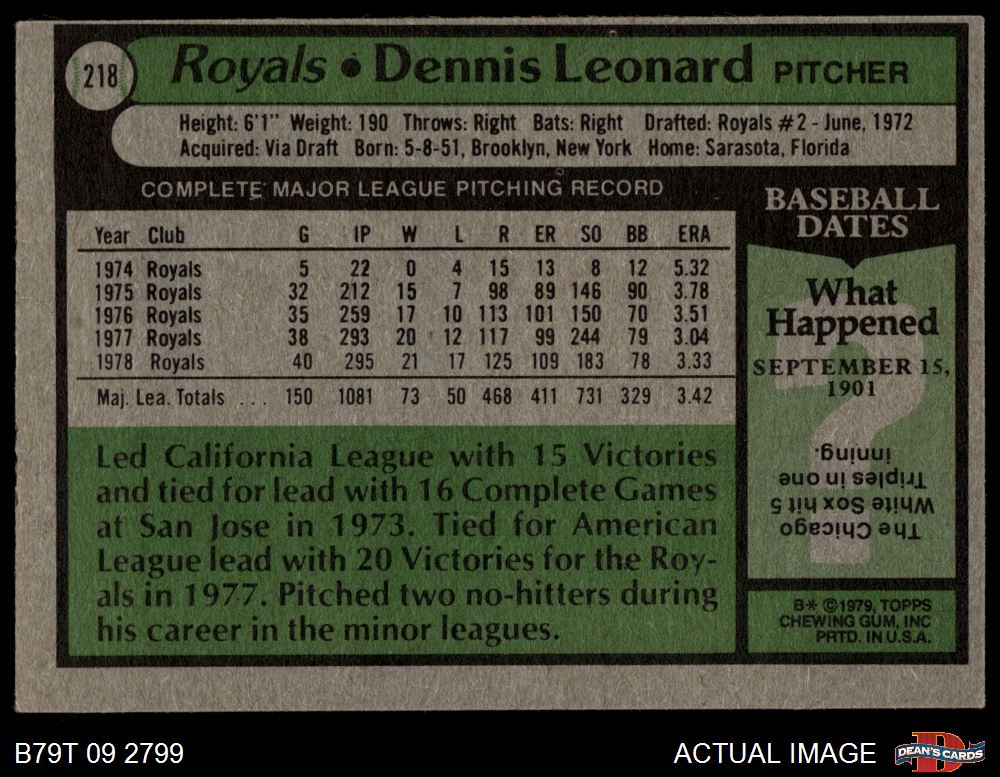 218 Royals • Dennis Leonard PITCHER
Height: 6'1" Weight: 190 Throws: Right Bats: Right Drafted: Royals #2 - June, 1972
Acquired: Via Draft Born: 5-8-51, Brooklyn, New York Home: Sarasota, Florida
COMPLETE MAJOR LEAGUE PITCHING RECORD
Year Club G IP W L R ER SO BB ERA
1974 Royals 5 22 0 4 15 13 8 12 5.32
1975 Royals 32 212 15 7 98 89 146 90 3.78
1976 Royals 35 259 17 10 113 101 150 70 3.51
1977 Royals 38 293 20 12 117 99 244 79 3.04
1978 Royals 40 295 21 17 125 109 183 78 3.33
Maj. Lea. Totals ... 150 1081 73 50 468 411 731 329 3.42
Led California League with 15 Victories
and tied for lead with 16 Complete Games
at San Jose in 1973. Tied for American
League lead with 20 Victories for the Roy-
als in 1977. Pitched two no-hitters during
his career in the minor leagues.
BASEBALL
DATES
What
Happened
SEPTEMBER 15,
1901
?
The Chicago
White Sox hit 5
Triples in one
inning.
B* ©1979, TOPPS
CHEWING GUM, INC
PRTD. IN U.S.A.
B79T 09 2799
ACTUAL IMAGE
D
DEAN'S CARDS